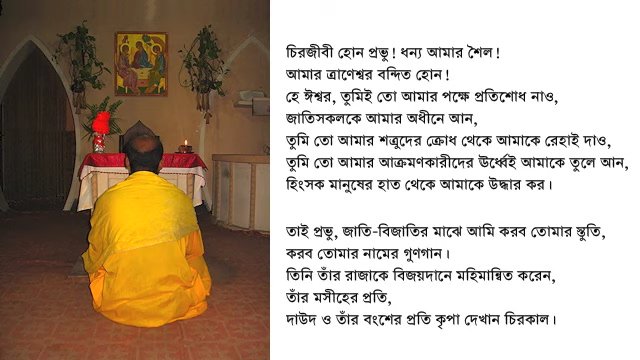 চিরজীবী হোন প্রভু! ধন্য আমার শৈল!
আমার ত্রাণেশ্বর বন্দিত হোন!
হে ঈশ্বর, তুমিই তো আমার পক্ষে প্রতিশোধ নাও,
জাতিসকলকে আমার অধীনে আন,
তুমি তো আমার শত্রুদের ক্রোধ থেকে আমাকে রেহাই দাও,
তুমি তো আমার আক্রমণকারীদের ঊর্ধ্বেই আমাকে তুলে আন,
হিংসক মানুষের হাত থেকে আমাকে উদ্ধার কর।
তাই প্রভু, জাতি-বিজাতির মাঝে আমি করব তোমার স্তুতি,
করব তোমার নামের গুণগান।
তিনি তাঁর রাজাকে বিজয়দানে মহিমান্বিত করেন,
তাঁর মসীহের প্রতি,
দাউদ ও তাঁর বংশের প্রতি কৃপা দেখান চিরকাল।